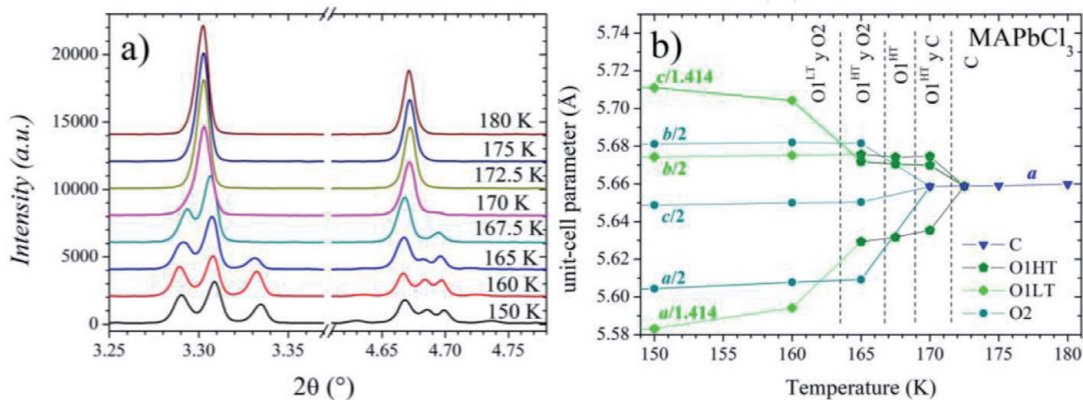 a)
20000
15000
10000
5000
0
Intensity (a.u.)
180 K
175 K
172.5 K
170 K
167.5 K
165 K
160 K
150 K
3.25 3.30 3.35 4.65 4.70 4.75
2θ (°)
b)
MAPbCl3
5.74
5.72
5.70
5.68
5.66
5.64
5.62
5.60
5.58
unit-cell parameter (Å)
O1LT y O2
O1HT y O2
O1HT
O1HT y C
C
c/1.414
b/2
b/2
c/2
a/2
a/1.414
a
C
O1HT
O1LT
O2
150 155 160 165 170 175 180
Temperature (K)